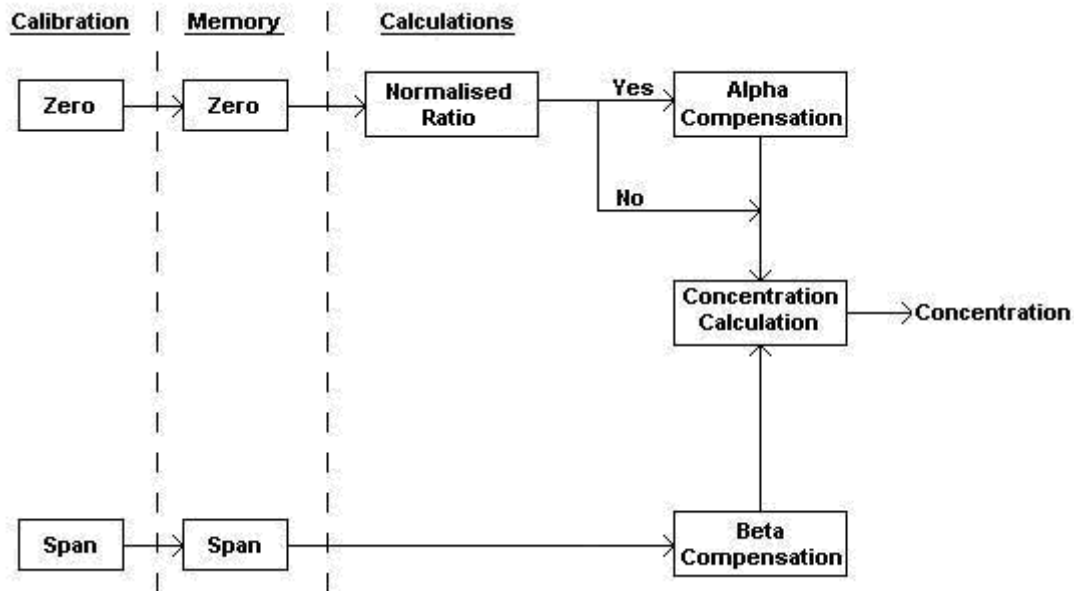 Calibration
Memory
Calculations
Zero
Zero
Normalised
Ratio
Yes
Alpha
Compensation
No
Concentration
Calculation
Concentration
Span
Span
Beta
Compensation